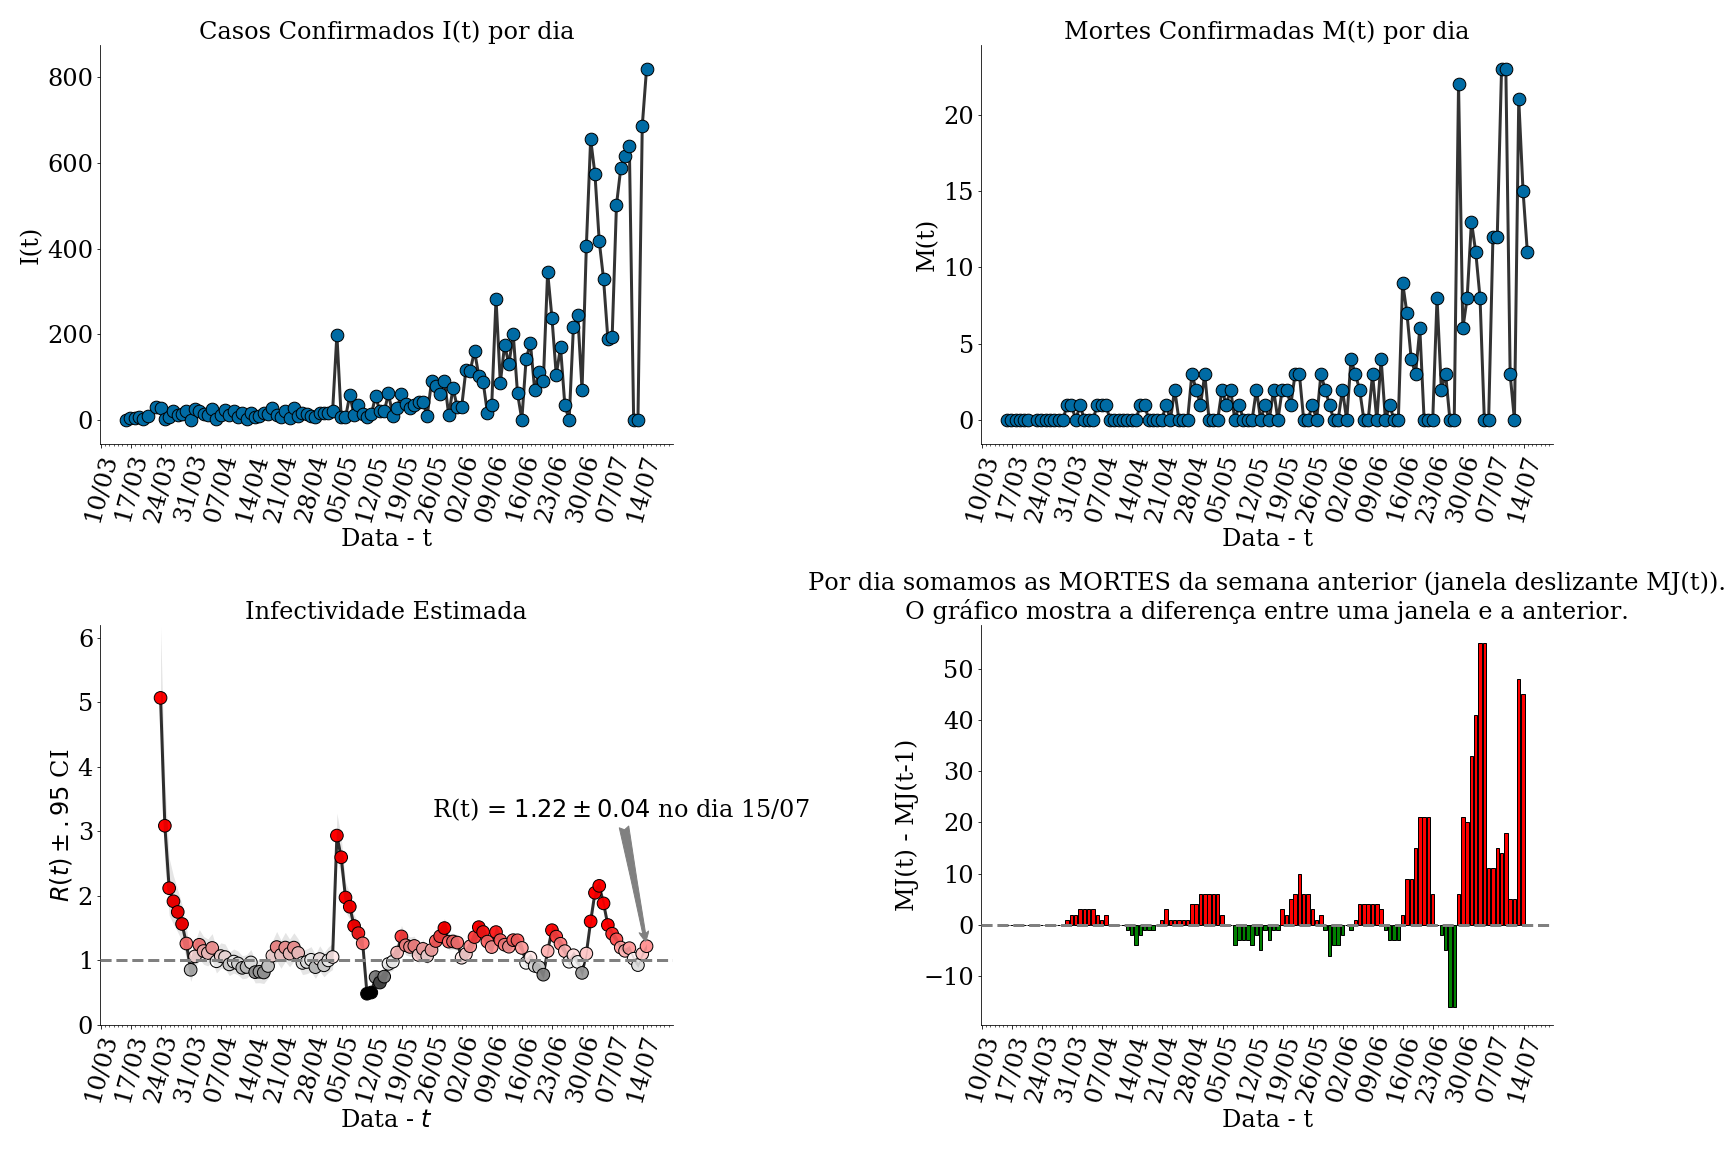 Casos Confirmados I(t) por dia
I(t)
800
600
400
200
0
10/03 17/03 24/03 31/03 07/04 14/04 21/04 28/04 05/05 12/05 19/05 26/05 02/06 09/06 16/06 23/06 30/06 07/07 14/07
Data - t
Mortes Confirmadas M(t) por dia
M(t)
20
15
10
5
0
10/03 17/03 24/03 31/03 07/04 14/04 21/04 28/04 05/05 12/05 19/05 26/05 02/06 09/06 16/06 23/06 30/06 07/07 14/07
Data - t
Infectividade Estimada
R(t) ± .95 CI
6
5
4
3
2
1
0
R(t) = 1.22 ± 0.04 no dia 15/07
10/03 17/03 24/03 31/03 07/04 14/04 21/04 28/04 05/05 12/05 19/05 26/05 02/06 09/06 16/06 23/06 30/06 07/07 14/07
Data - t
Por dia somamos as MORTES da semana anterior (janela deslizante MJ(t)).
O gráfico mostra a diferença entre uma janela e a anterior.
MJ(t) - MJ(t-1)
50
40
30
20
10
0
−10
10/03 17/03 24/03 31/03 07/04 14/04 21/04 28/04 05/05 12/05 19/05 26/05 02/06 09/06 16/06 23/06 30/06 07/07 14/07
Data - t